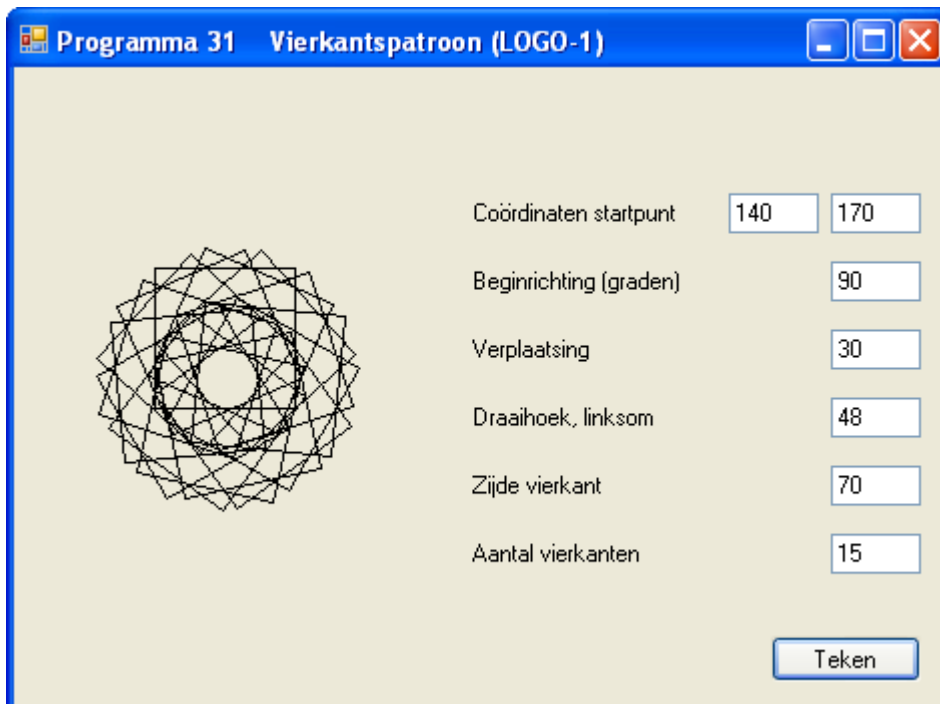 Programma 31 Vierkantspatroon (LOGO-1)
Coördinaten startpunt 140 170
Beginrichting (graden) 90
Verplaatsing 30
Draaihoek, linksom 48
Zijde vierkant 70
Aantal vierkanten 15
Teken